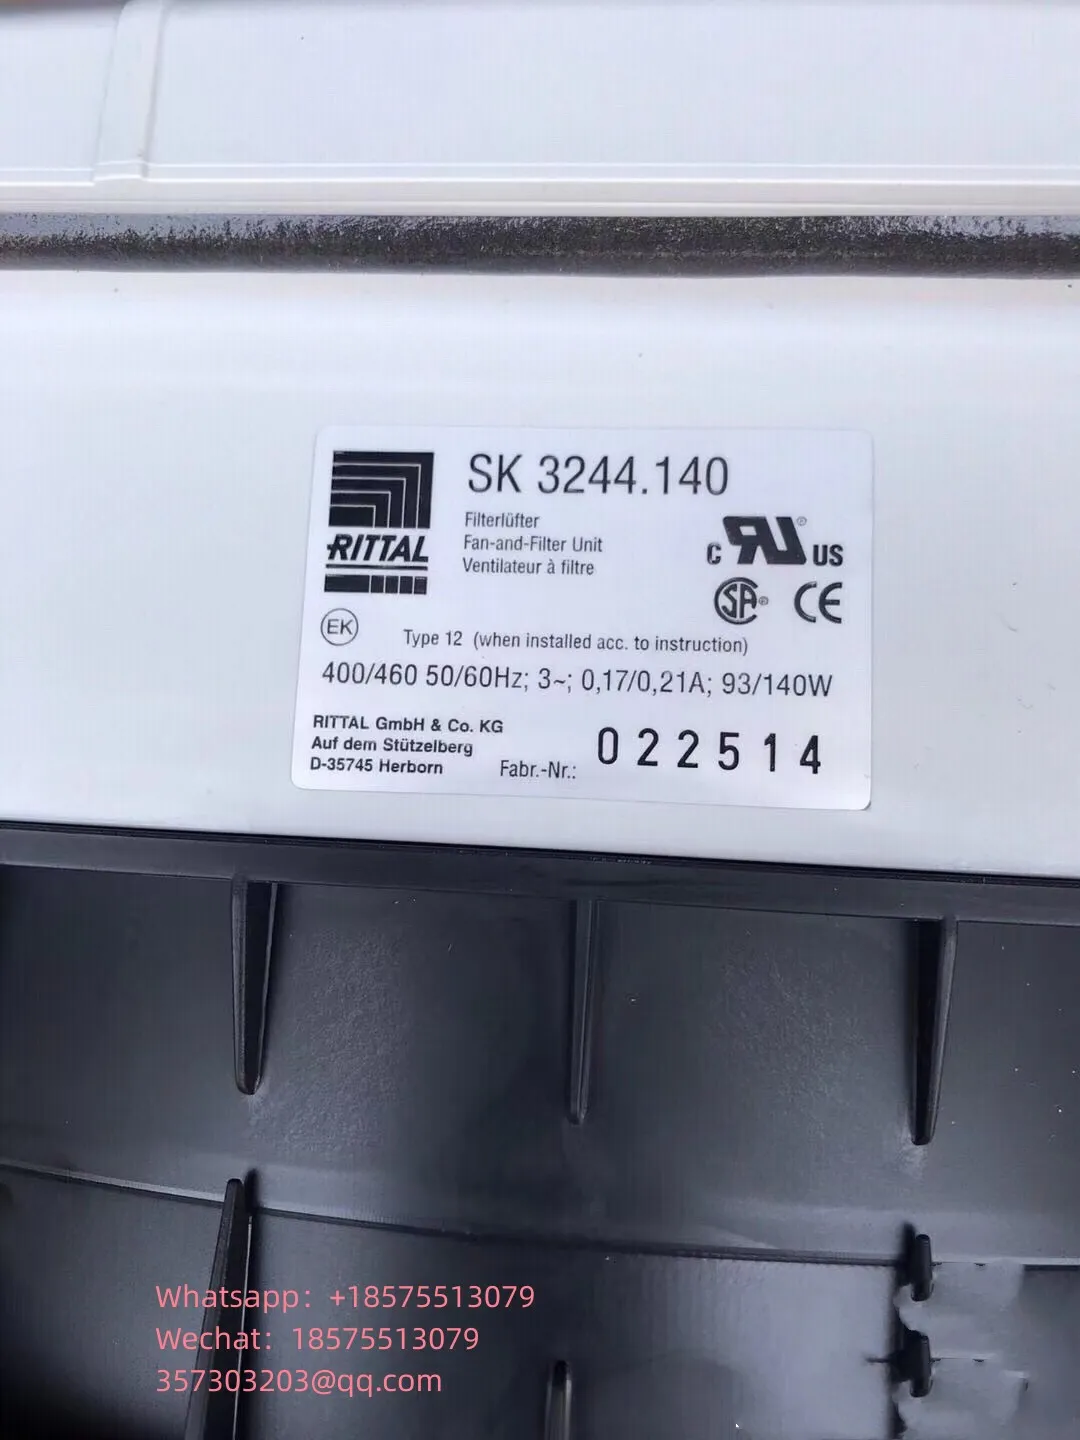 SK 3244.140
Filterlüfter
Fan-and-Filter Unit
Ventilateur à filtre
RITTAL
c RU® US
SA® CE
EK
Type 12 (when installed acc. to instruction)
400/460 50/60Hz; 3~; 0,17/0,21A; 93/140W
RITTAL GmbH & Co. KG
Auf dem Stützelberg
D-35745 Herborn
Fabr.-Nr.: 022514
Whatsapp: +18575513079
Wechat: 18575513079
357303203@qq.com